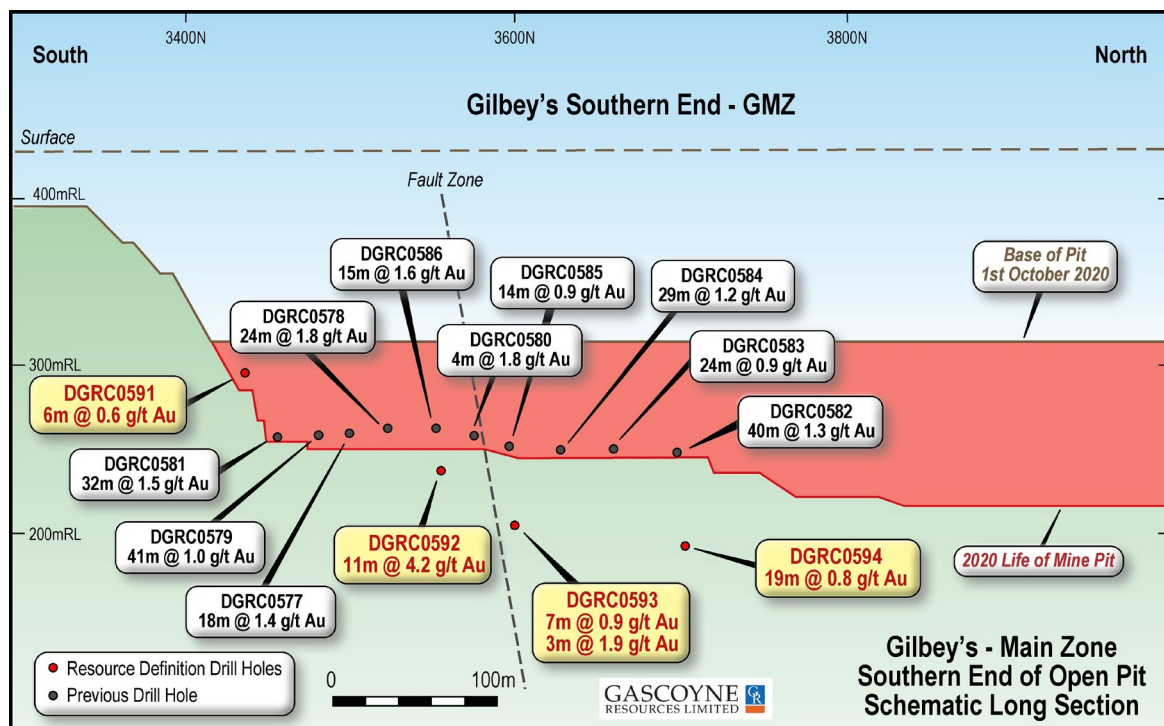 3400N
3600N
3800N
South
North
Gilbey's Southern End - GMZ
Surface
Fault Zone
400mRL
300mRL
200mRL
DGRC0586
15m @ 1.6 g/t Au
DGRC0585
14m @ 0.9 g/t Au
DGRC0584
29m @ 1.2 g/t Au
Base of Pit
1st October 2020
DGRC0578
24m @ 1.8 g/t Au
DGRC0580
4m @ 1.8 g/t Au
DGRC0583
24m @ 0.9 g/t Au
DGRC0591
6m @ 0.6 g/t Au
DGRC0582
40m @ 1.3 g/t Au
DGRC0581
32m @ 1.5 g/t Au
DGRC0579
41m @ 1.0 g/t Au
DGRC0592
11m @ 4.2 g/t Au
DGRC0594
19m @ 0.8 g/t Au
2020 Life of Mine Pit
DGRC0577
18m @ 1.4 g/t Au
DGRC0593
7m @ 0.9 g/t Au
3m @ 1.9 g/t Au
Resource Definition Drill Holes
Previous Drill Hole
0
100m
GASCOYNE
RESOURCES LIMITED
GR
Gilbey's - Main Zone
Southern End of Open Pit
Schematic Long Section